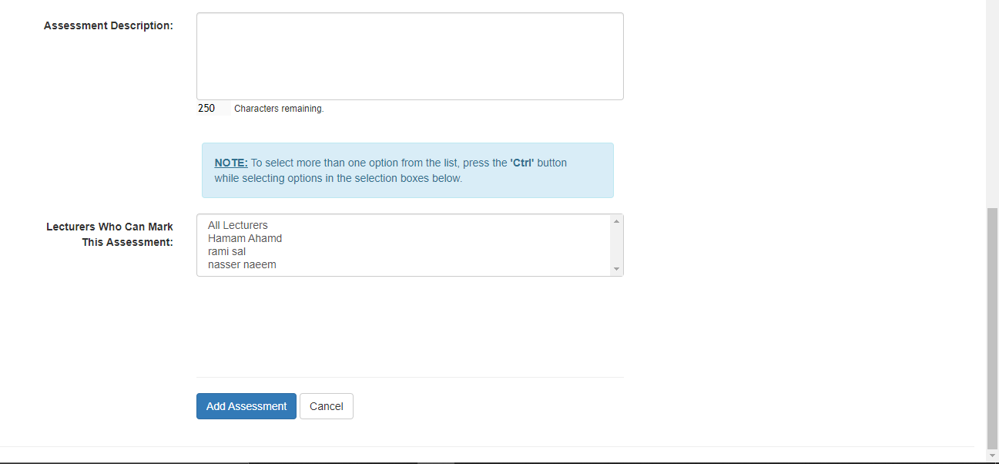 Assessment Description:
250 Characters remaining.
NOTE: To select more than one option from the list, press the 'Ctrl' button
while selecting options in the selection boxes below.
Lecturers Who Can Mark
This Assessment:
All Lecturers
Hamam Ahamd
rami sal
nasser naeem
Add Assessment
Cancel